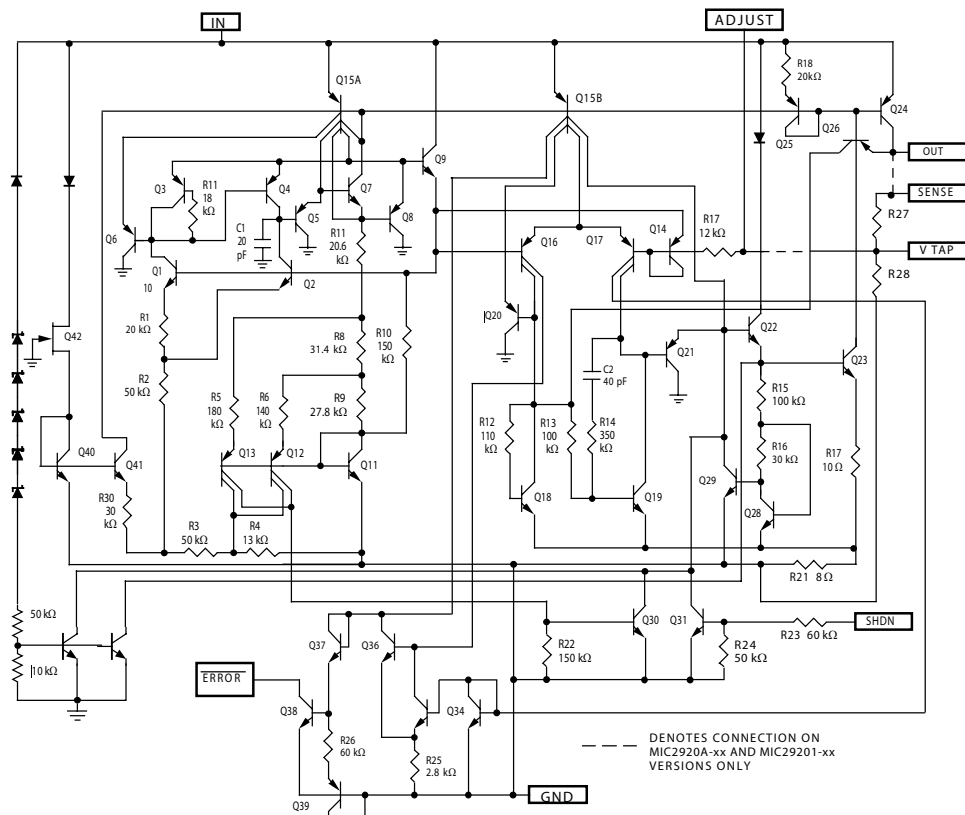 IN
ADJUST
Q15A
Q15B
R18
20kΩ
Q24
Q26
Q25
OUT
Q9
Q3
R11
18
kΩ
Q4
Q7
SENSE
R27
Q5
Q8
Q6
C1
20
pF
R11
20.6
kΩ
Q16
Q17
Q14
R17
12 kΩ
V TAP
Q1
10
Q2
R28
R1
20 kΩ
Q20
Q42
R8
31.4 kΩ
R10
150
kΩ
Q22
Q21
Q23
C2
40 pF
R2
50 kΩ
R5
180
kΩ
R6
140
kΩ
R9
27.8 kΩ
R15
100 kΩ
R12
110
kΩ
R13
100
kΩ
R14
350
kΩ
R16
30 kΩ
R17
10 Ω
Q40
Q41
Q13
Q12
Q11
Q29
Q18
Q19
Q28
R30
30
kΩ
R3
50 kΩ
R4
13 kΩ
R21 8 Ω
50 kΩ
10 kΩ
Q37
Q36
R22
150 kΩ
Q30
Q31
SHDN
R23 60 kΩ
R24
50 kΩ
ERROR
Q38
Q34
R26
60 kΩ
R25
2.8 kΩ
DENOTES CONNECTION ON
MIC2920A-xx AND MIC29201-xx
VERSIONS ONLY
GND
Q39